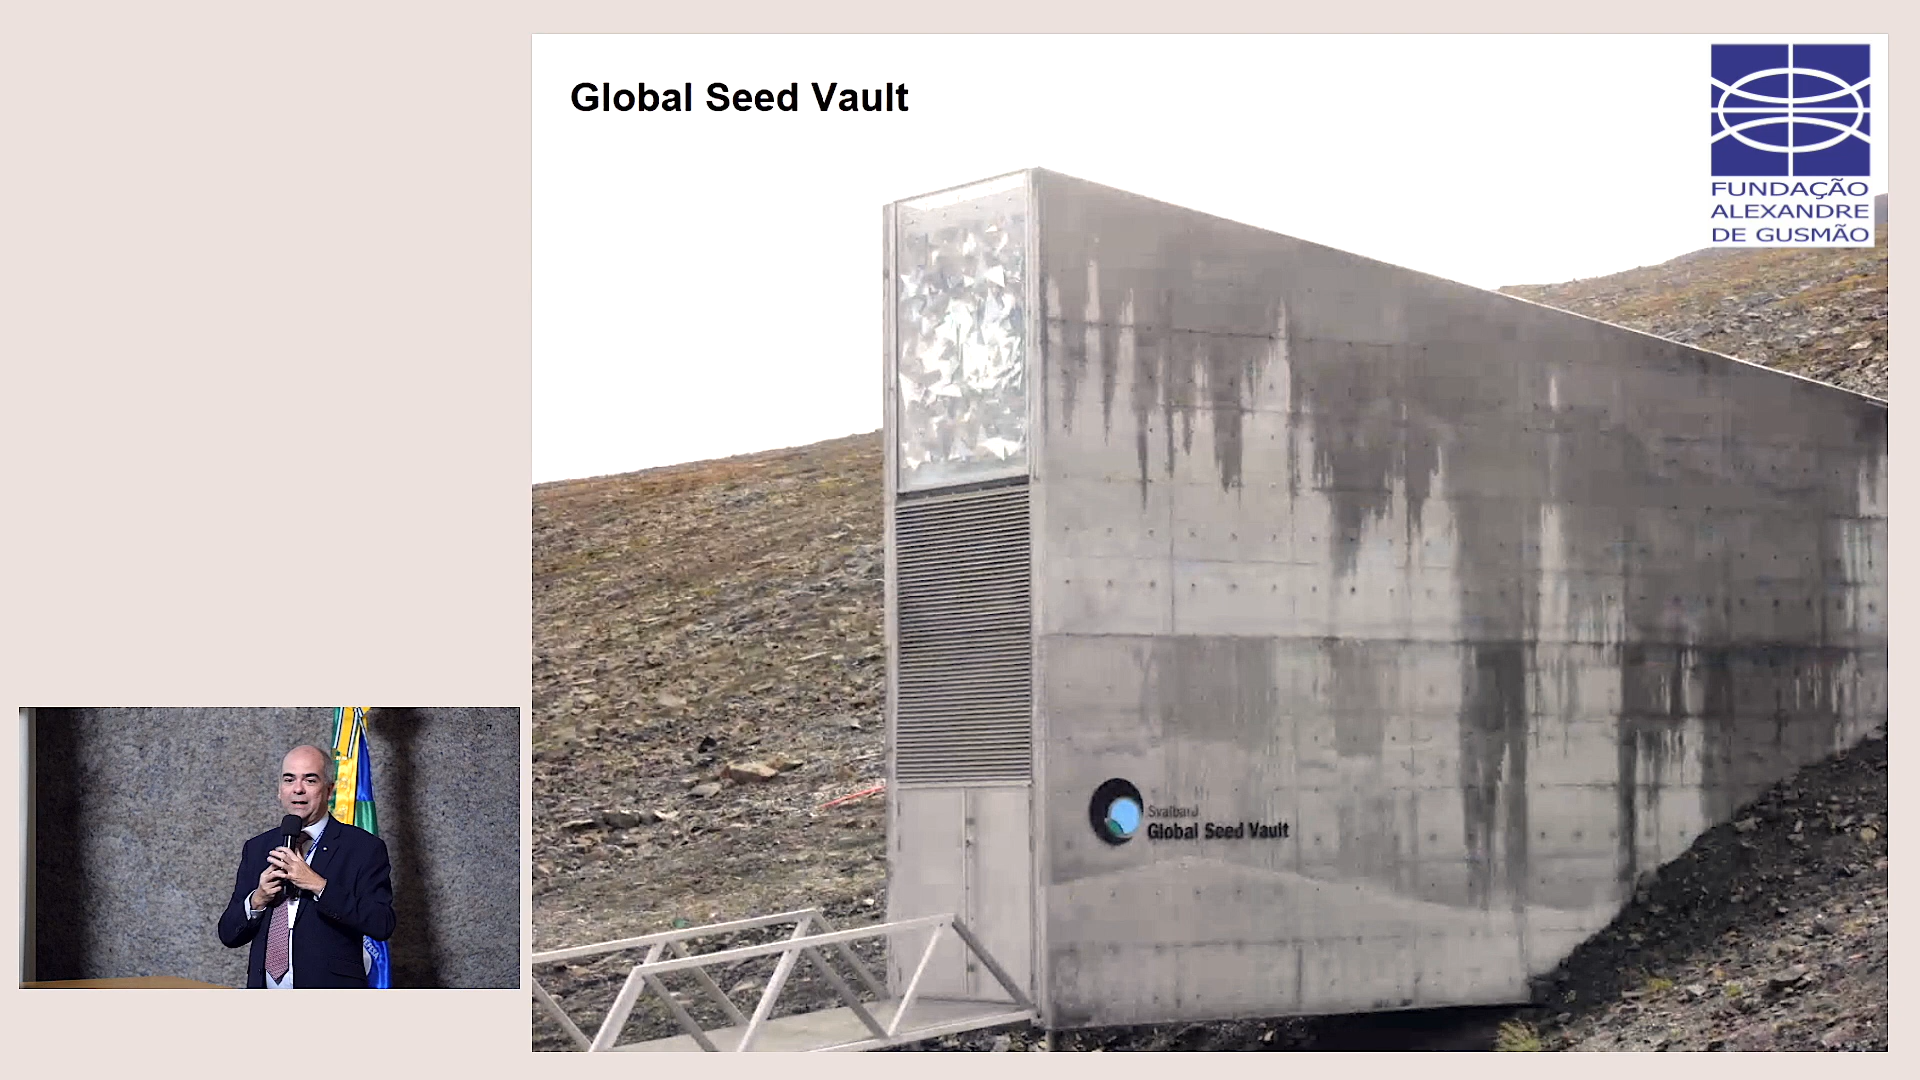 Global Seed Vault
FUNDAÇÃO
ALEXANDRE
DE GUSMÃO
Svalbard
Global Seed Vault